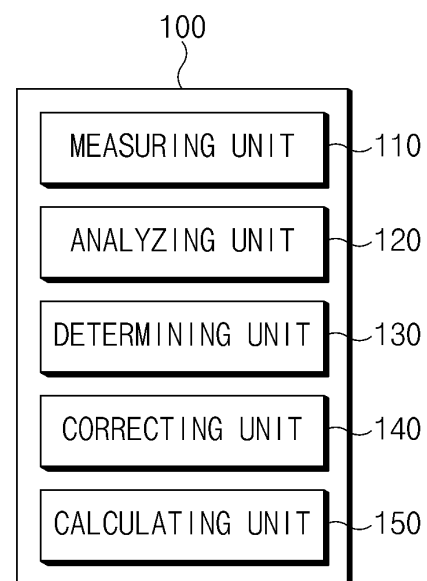 100
MEASURING UNIT 110
ANALYZING UNIT 120
DETERMINING UNIT 130
CORRECTING UNIT 140
CALCULATING UNIT 150